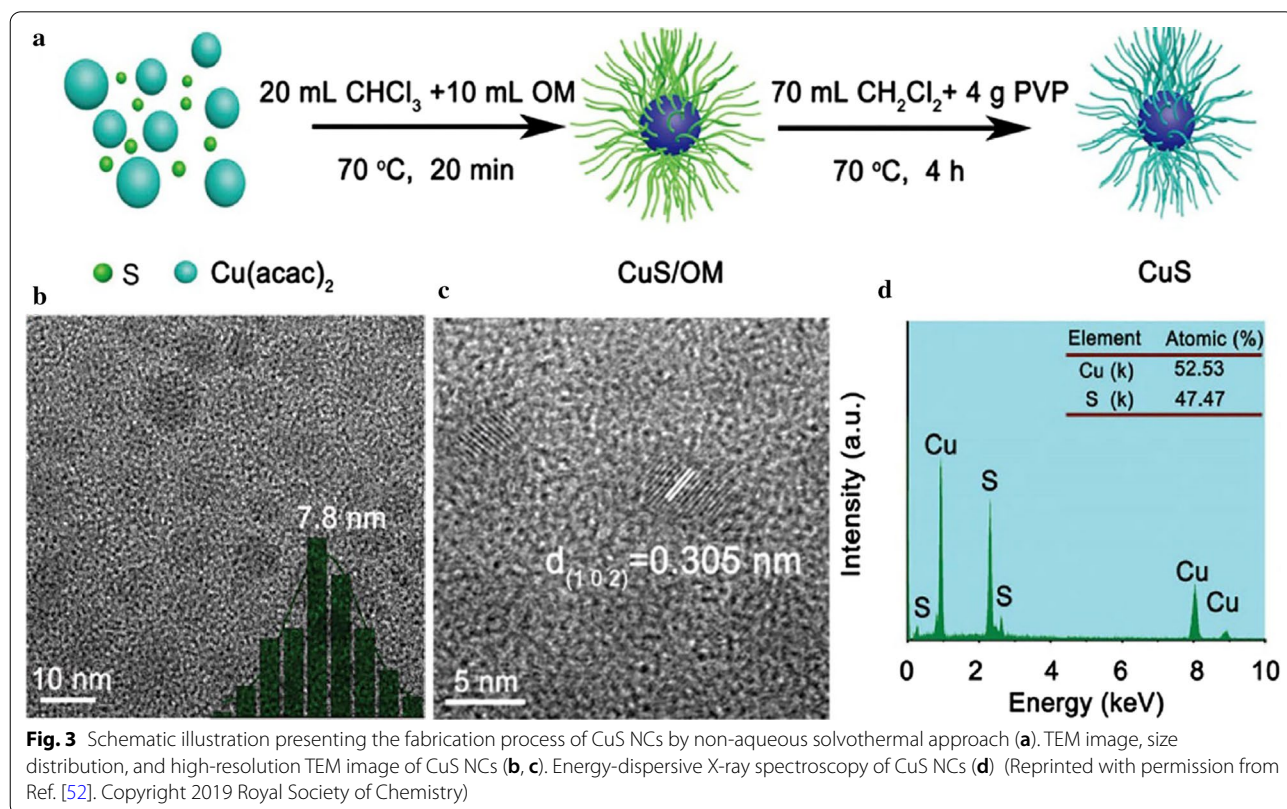 a
20 mL CHCl₃ +10 mL OM
70 °C, 20 min
70 mL CH₂Cl₂+ 4 g PVP
70 °C, 4 h
S Cu(acac)₂
CuS/OM
CuS
b
7.8 nm
10 nm
c
d₍₁ ₀ ₂₎=0.305 nm
5 nm
d
Element Atomic (%)
Cu (k) 52.53
S (k) 47.47
Cu
S
S
S
Cu
Cu
Intensity (a.u.)
0 2 4 6 8 10
Energy (keV)
Fig. 3 Schematic illustration presenting the fabrication process of CuS NCs by non-aqueous solvothermal approach (a). TEM image, size
distribution, and high-resolution TEM image of CuS NCs (b, c). Energy-dispersive X-ray spectroscopy of CuS NCs (d) (Reprinted with permission from
Ref. [52]. Copyright 2019 Royal Society of Chemistry)